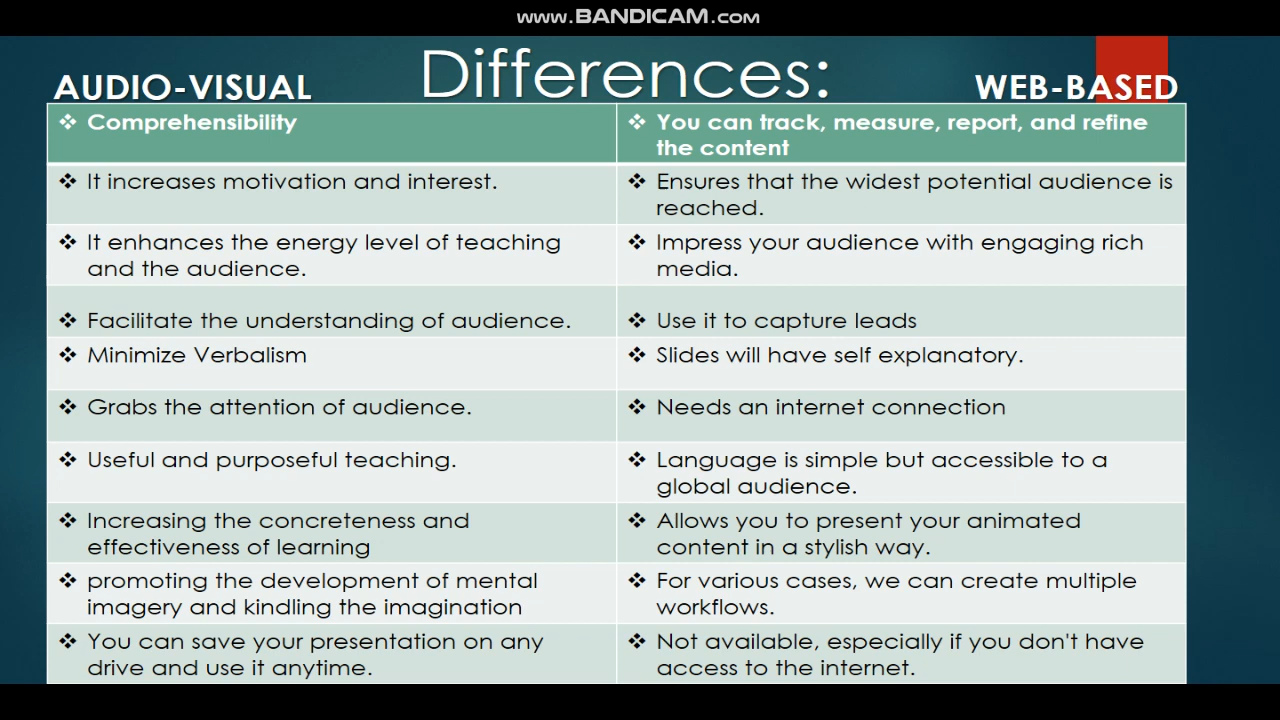 www.BANDICAM.com
Differences:
AUDIO-VISUAL
WEB-BASED
❖ Comprehensibility
❖ You can track, measure, report, and refine
the content
❖ It increases motivation and interest.
❖ Ensures that the widest potential audience is
reached.
❖ It enhances the energy level of teaching
and the audience.
❖ Impress your audience with engaging rich
media.
❖ Facilitate the understanding of audience.
❖ Use it to capture leads
❖ Minimize Verbalism
❖ Slides will have self explanatory.
❖ Grabs the attention of audience.
❖ Needs an internet connection
❖ Useful and purposeful teaching.
❖ Language is simple but accessible to a
global audience.
❖ Increasing the concreteness and
effectiveness of learning
❖ Allows you to present your animated
content in a stylish way.
❖ promoting the development of mental
imagery and kindling the imagination
❖ For various cases, we can create multiple
workflows.
❖ You can save your presentation on any
drive and use it anytime.
❖ Not available, especially if you don't have
access to the internet.